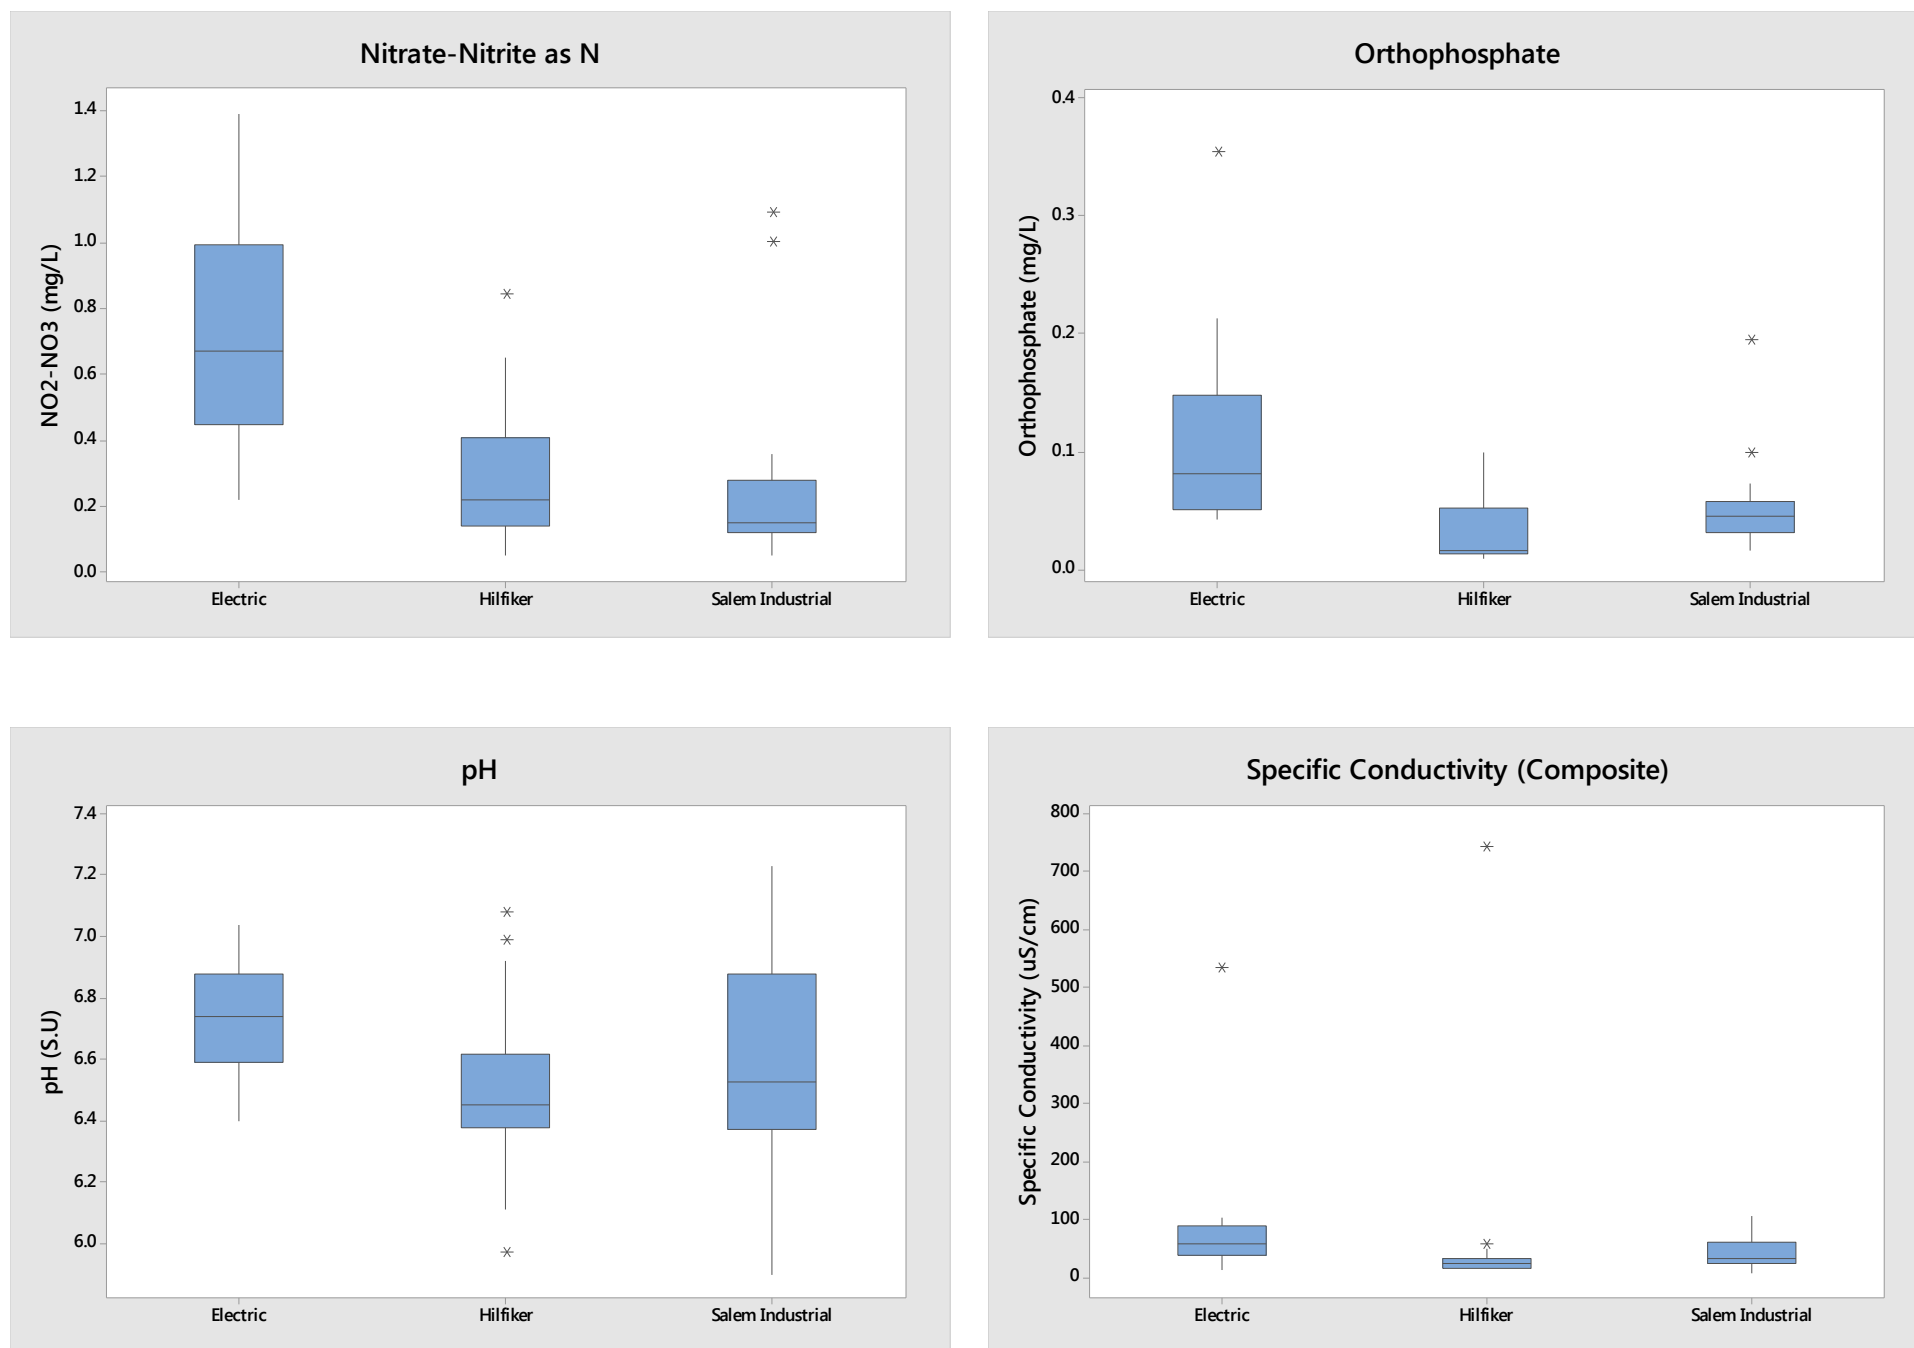 Nitrate-Nitrite as N
NO2-NO3 (mg/L)
1.4
1.2
1.0
0.8
0.6
0.4
0.2
0.0
Electric Hilfiker Salem Industrial
Orthophosphate
Orthophosphate (mg/L)
0.4
0.3
0.2
0.1
0.0
Electric Hilfiker Salem Industrial
pH
pH (S.U)
7.4
7.2
7.0
6.8
6.6
6.4
6.2
6.0
Electric Hilfiker Salem Industrial
Specific Conductivity (Composite)
Specific Conductivity (uS/cm)
800
700
600
500
400
300
200
100
0
Electric Hilfiker Salem Industrial